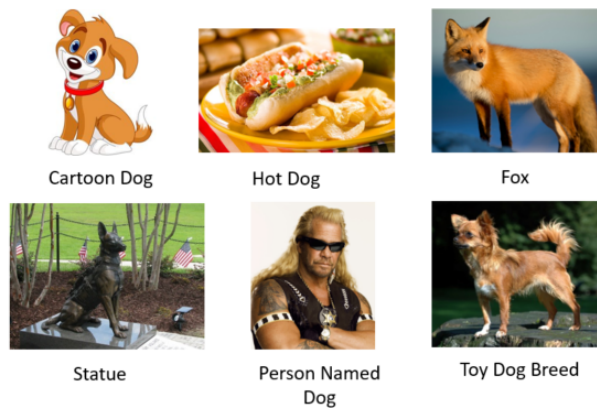 Cartoon Dog
Hot Dog
Fox
Statue
Person Named
Dog
Toy Dog Breed